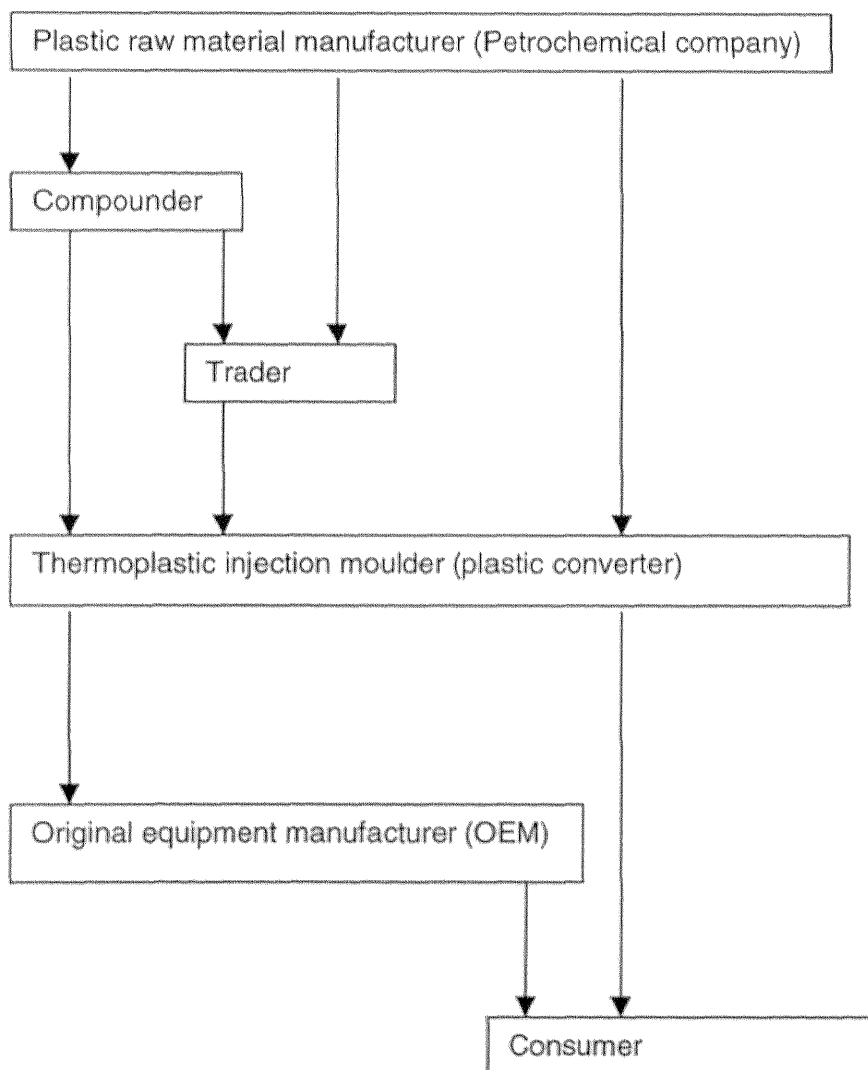 Plastic raw material manufacturer (Petrochemical company)
Compounder
Trader
Thermoplastic injection moulder (plastic converter)
Original equipment manufacturer (OEM)
Consumer